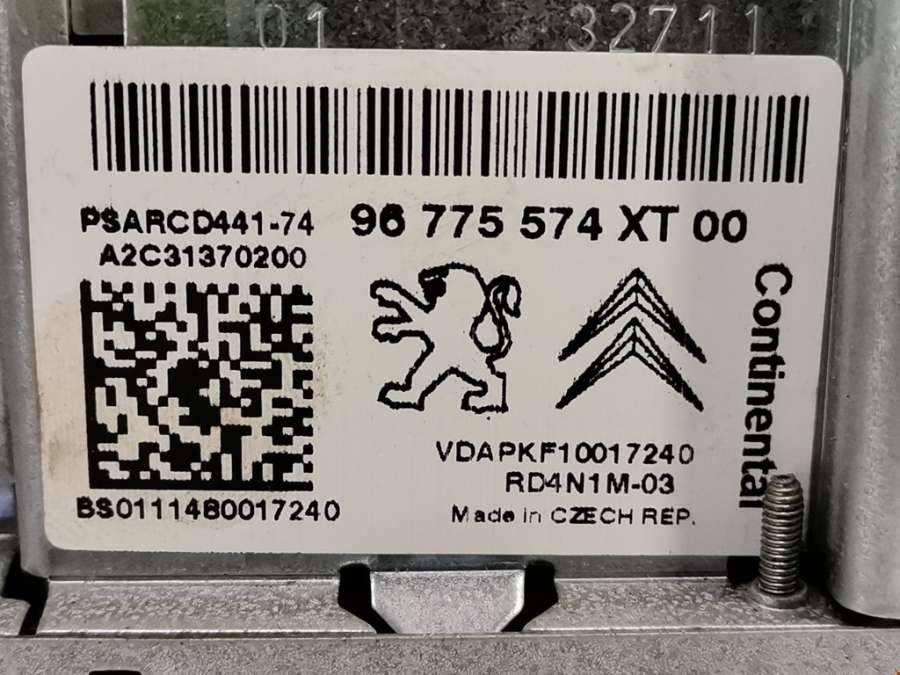 01 32711
PSARCD441-74
96 775 574 XT 00
A2C31370200
Continental
VDAPKF10017240
RD4N1M-03
BS0111480017240
Made in CZECH REP.